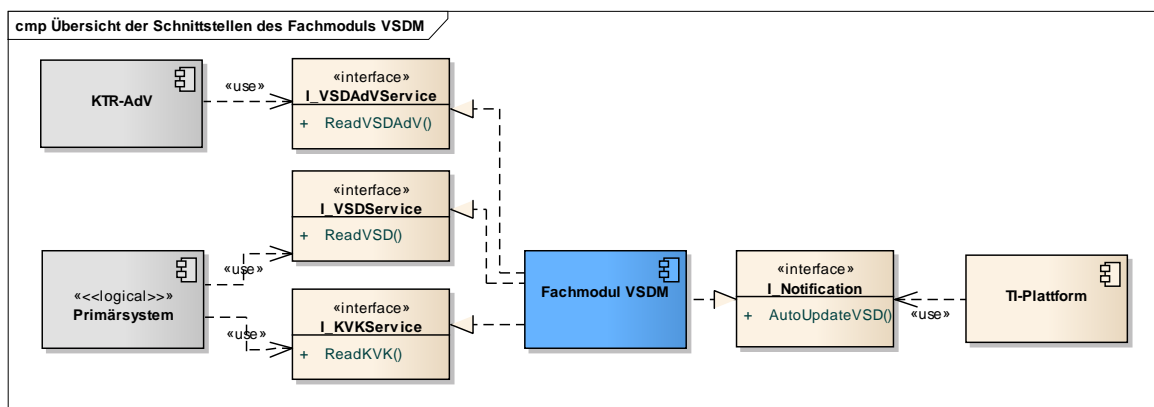 cmp Übersicht der Schnittstellen des Fachmoduls VSDM
KTR-AdV
«use»
«interface»
I_VSDAdVService
+ ReadVSDAdV()
«interface»
I_VSDService
+ ReadVSD()
«use»
«<<logical>>»
Primärsystem
«use»
«interface»
I_KVKService
+ ReadKVK()
Fachmodul VSDM
«interface»
I_Notification
+ AutoUpdateVSD()
«use»
TI-Plattform